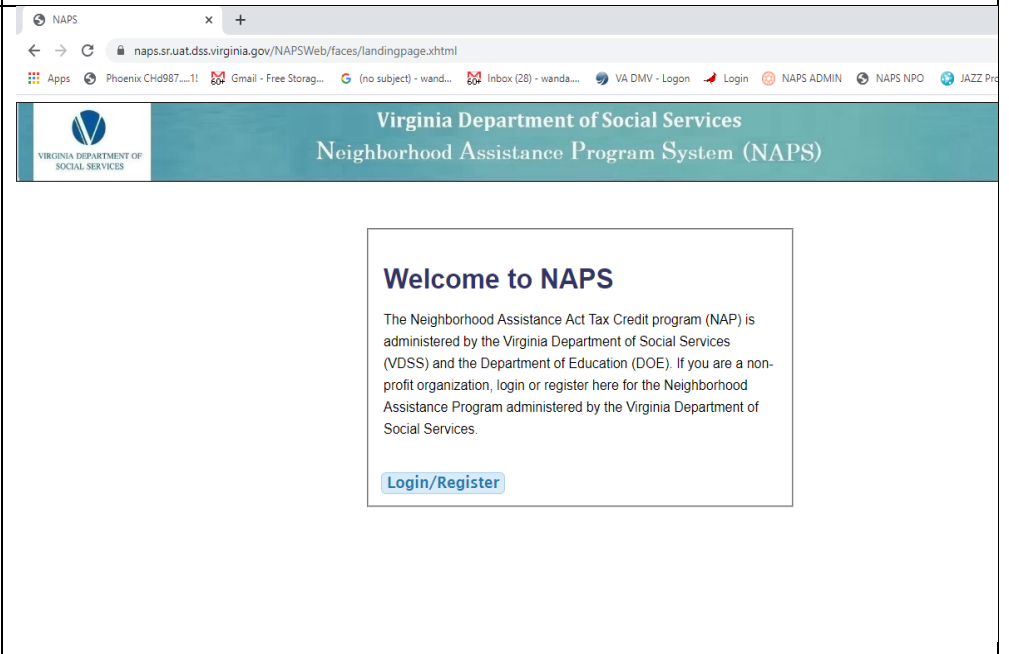 NAPS
naps.sr.uat.dss.virginia.gov/NAPSWeb/faces/landingpage.xhtml
Apps Phoenix CHd987.....1! Gmail - Free Storag... (no subject) - wand... Inbox (28) - wanda.... VA DMV - Logon Login NAPS ADMIN NAPS NPO JAZZ Pro
VIRGINIA DEPARTMENT OF
SOCIAL SERVICES
Virginia Department of Social Services
Neighborhood Assistance Program System (NAPS)
Welcome to NAPS
The Neighborhood Assistance Act Tax Credit program (NAP) is
administered by the Virginia Department of Social Services
(VDSS) and the Department of Education (DOE). If you are a non-
profit organization, login or register here for the Neighborhood
Assistance Program administered by the Virginia Department of
Social Services.
Login/Register